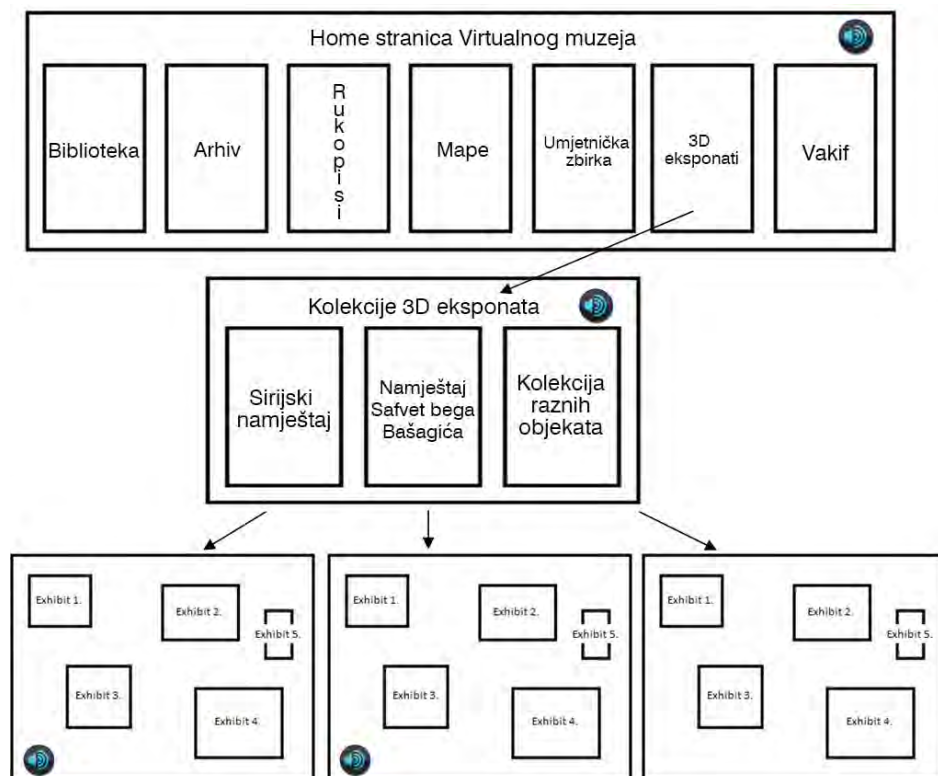 Home stranica Virtualnog muzeja
Biblioteka
Arhiv
Rukopisi
Mape
Umjetnička
zbirka
3D
eksponati
Vakif
Kolekcije 3D eksponata
Sirijski
namještaj
Namještaj
Safvet bega
Bašagića
Kolekcija
raznih
objekata
Exhibit 1.
Exhibit 2.
Exhibit 5.
Exhibit 3.
Exhibit 4.
Exhibit 1.
Exhibit 2.
Exhibit 5.
Exhibit 3.
Exhibit 4.
Exhibit 1.
Exhibit 2.
Exhibit 5.
Exhibit 3.
Exhibit 4.